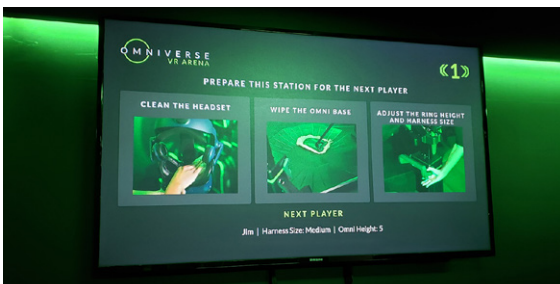 OMNIVERSE
VR ARENA
1
PREPARE THIS STATION FOR THE NEXT PLAYER
CLEAN THE HEADSET
WIPE THE OMNI BASE
ADJUST THE RING HEIGHT
AND HARNESS SIZE
NEXT PLAYER
Jim | Harness Size: Medium | Omni Height: 5